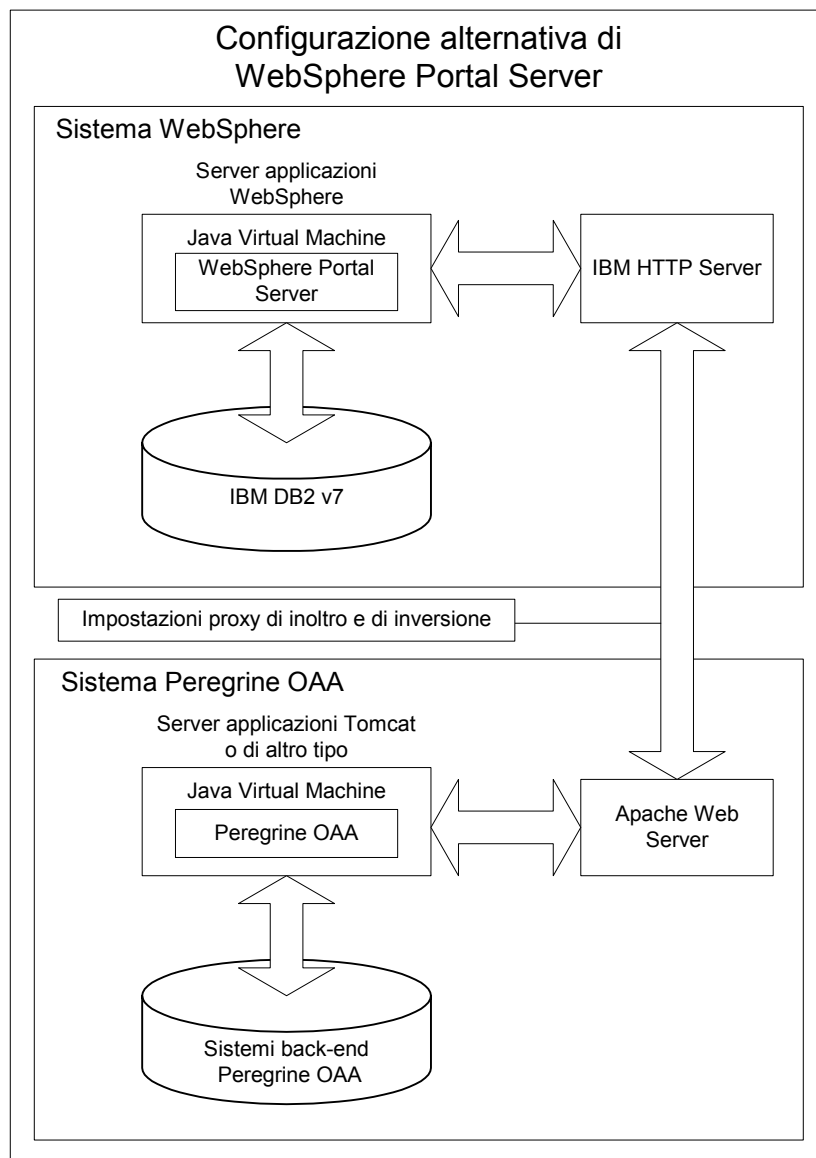 Configurazione alternativa di
WebSphere Portal Server
Sistema WebSphere
Server applicazioni
WebSphere
Java Virtual Machine
WebSphere Portal
Server
IBM HTTP Server
IBM DB2 v7
Impostazioni proxy di inoltro e di inversione
Sistema Peregrine OAA
Server applicazioni Tomcat
o di altro tipo
Java Virtual Machine
Peregrine OAA
Apache Web
Server
Sistemi back-end
Peregrine OAA